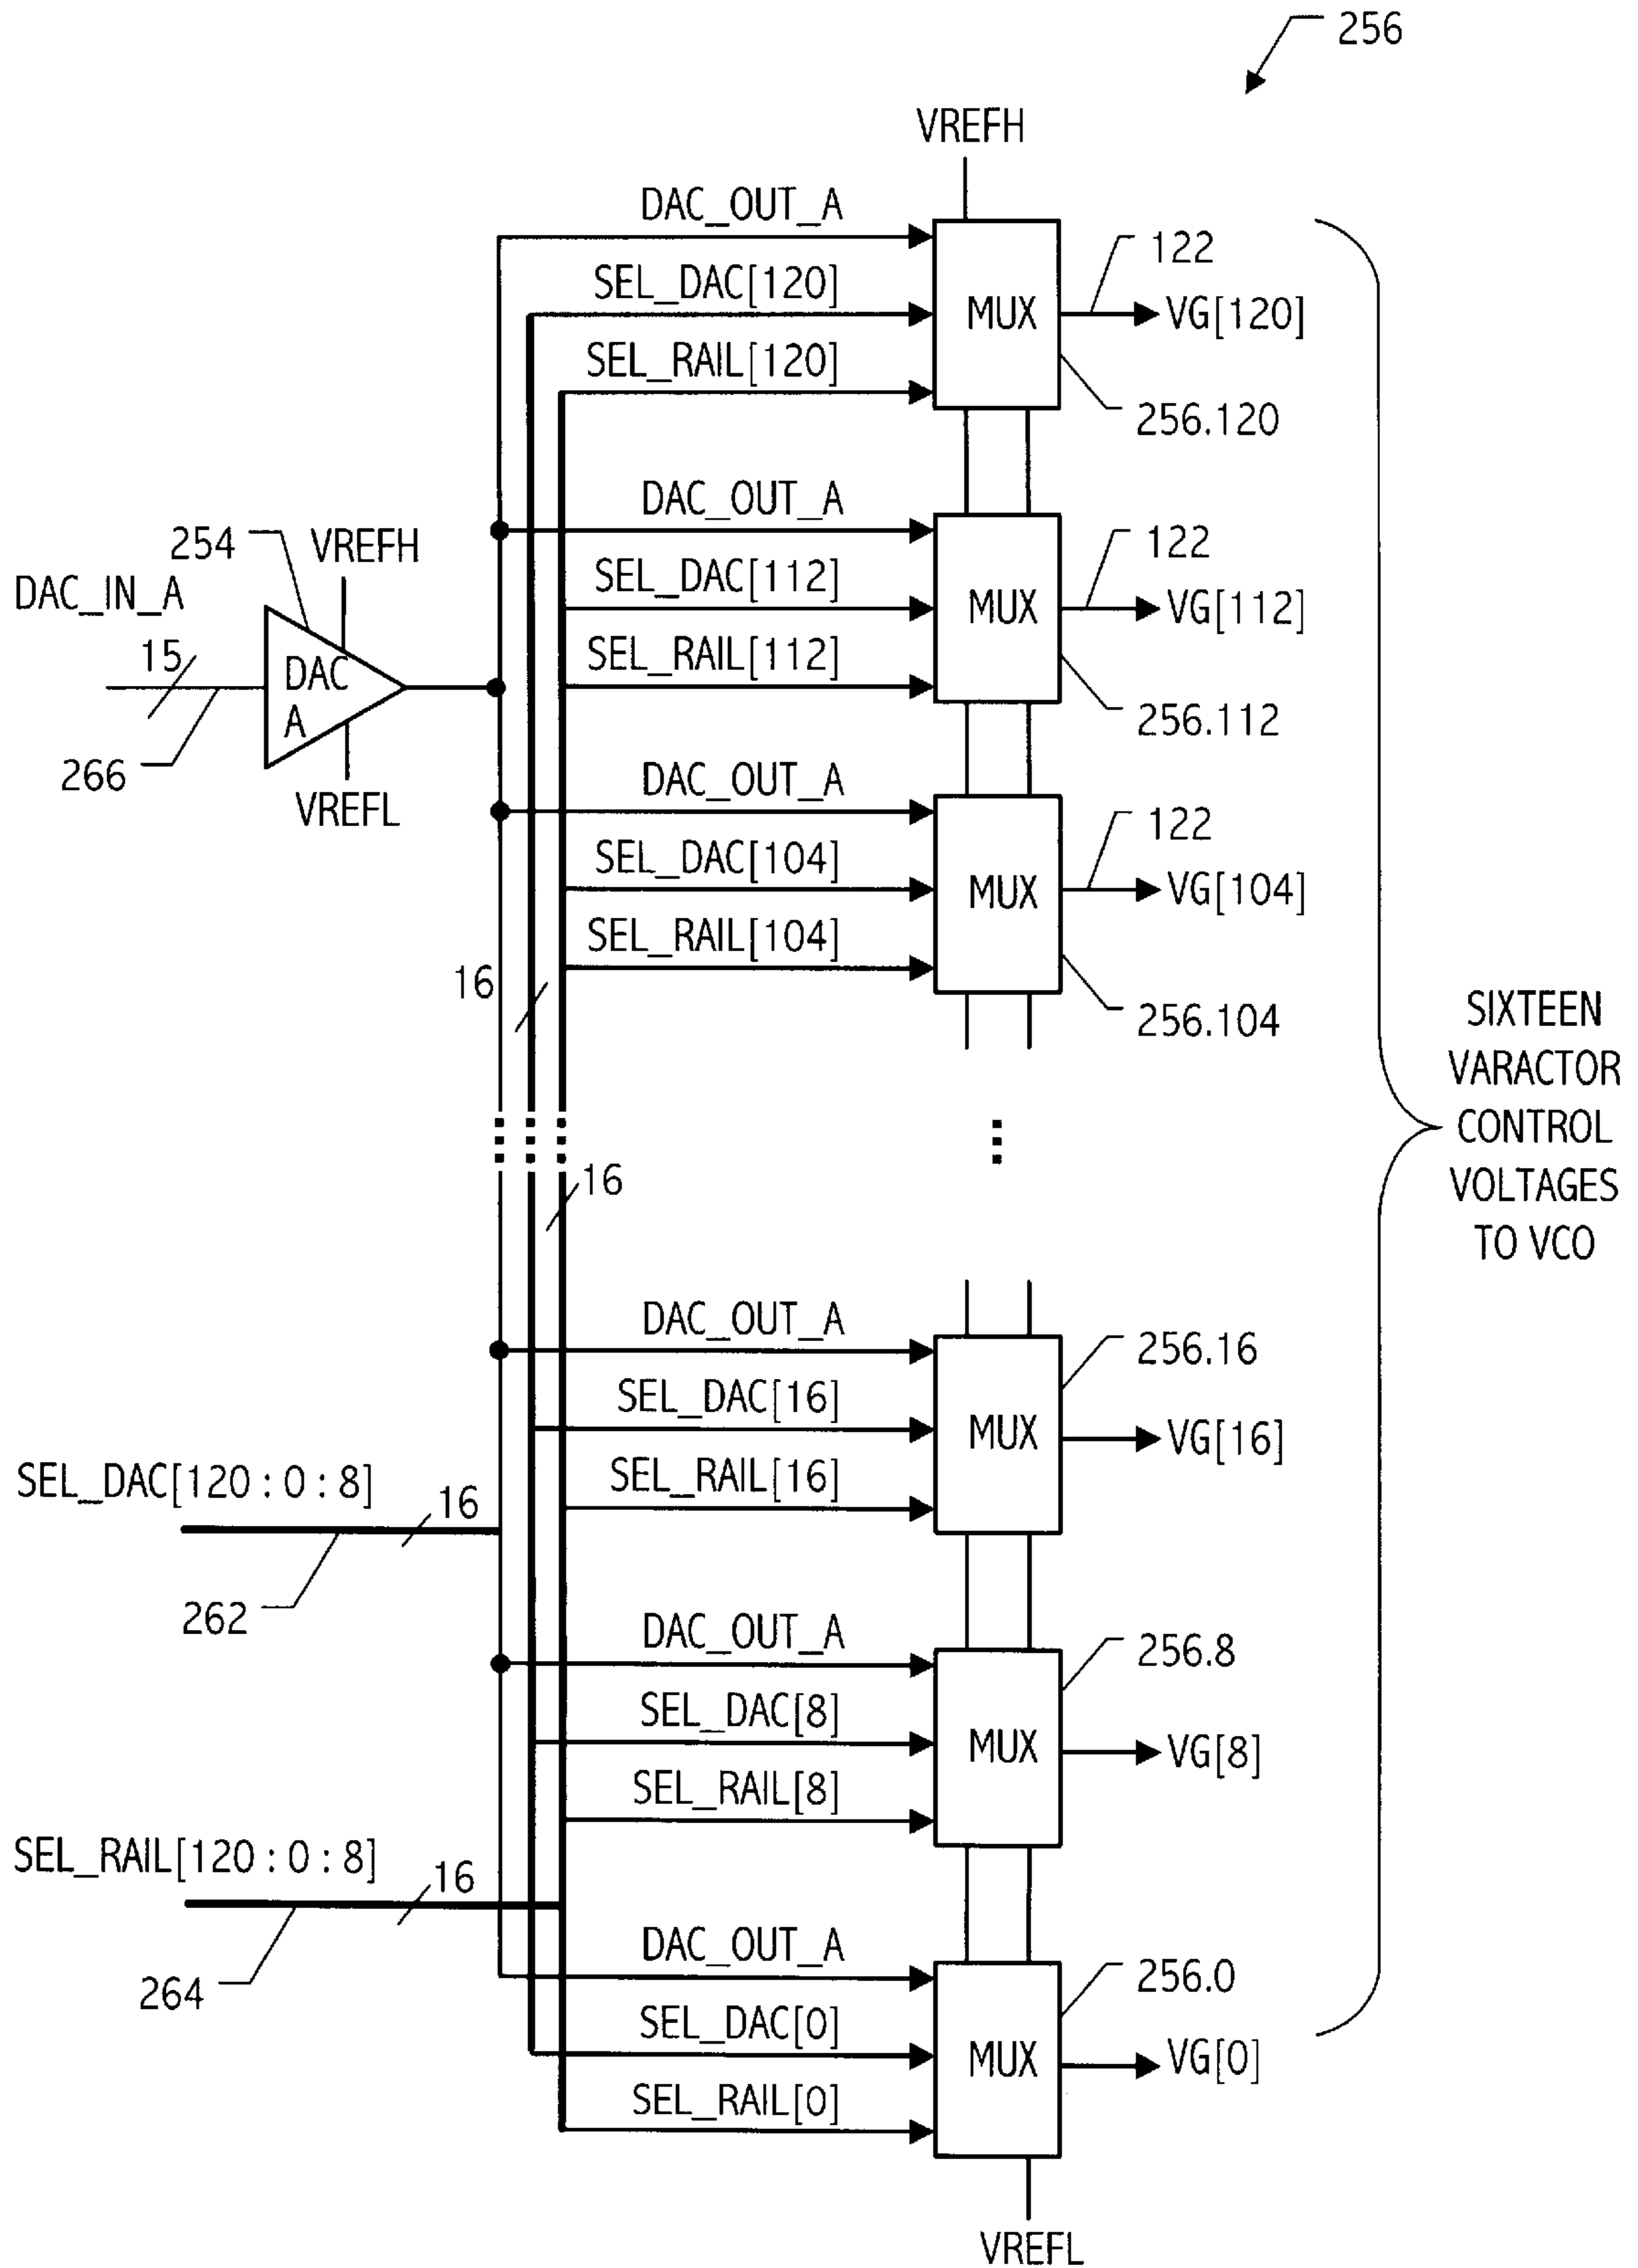 256
VREFH
DAC_OUT_A
SEL_DAC[120]
SEL_RAIL[120]
MUX
122
VG[120]
256.120
DAC_OUT_A
SEL_DAC[112]
SEL_RAIL[112]
MUX
122
VG[112]
256.112
254
VREFH
DAC_IN_A
15
DAC
A
266
VREFL
DAC_OUT_A
SEL_DAC[104]
SEL_RAIL[104]
MUX
122
VG[104]
256.104
16
16
SIXTEEN
VARACTOR
CONTROL
VOLTAGES
TO VCO
DAC_OUT_A
SEL_DAC[16]
SEL_RAIL[16]
MUX
256.16
VG[16]
SEL_DAC[120 : 0 : 8]
16
262
DAC_OUT_A
SEL_DAC[8]
SEL_RAIL[8]
MUX
256.8
VG[8]
SEL_RAIL[120 : 0 : 8]
16
264
DAC_OUT_A
SEL_DAC[0]
SEL_RAIL[0]
MUX
256.0
VG[0]
VREFL